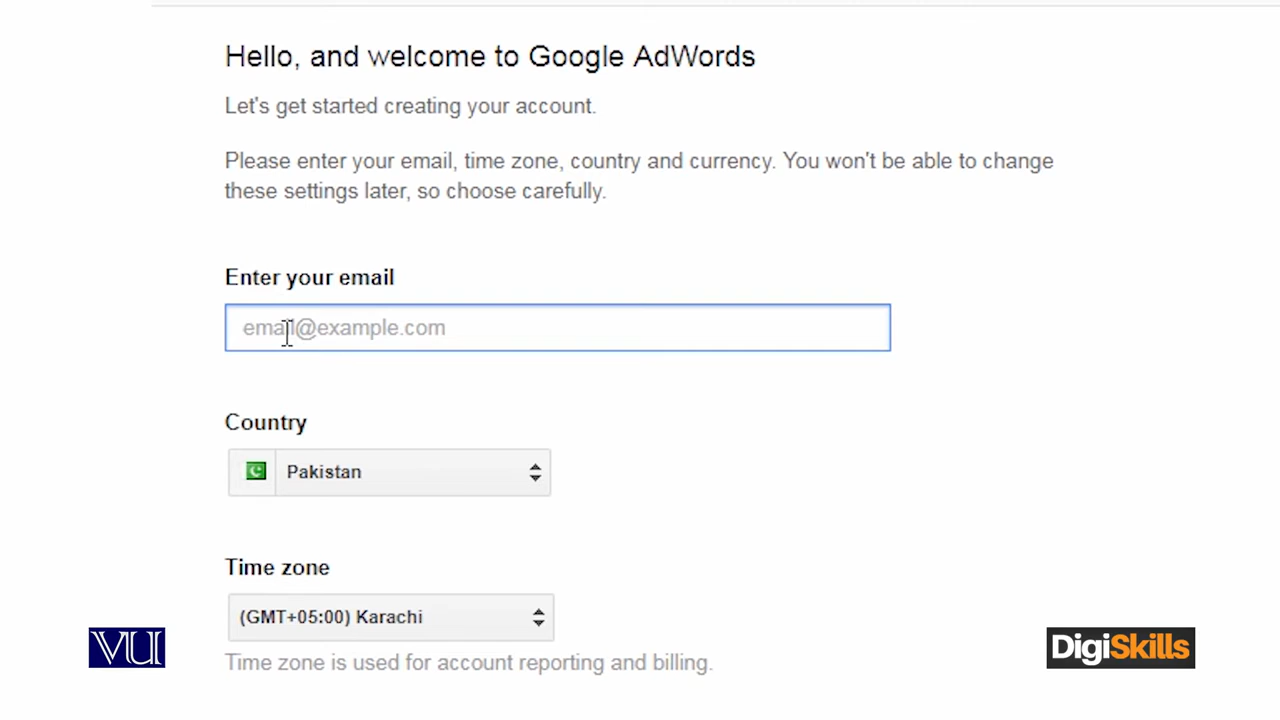 Hello, and welcome to Google AdWords
Let's get started creating your account.
Please enter your email, time zone, country and currency. You won't be able to change
these settings later, so choose carefully.
Enter your email
email@example.com
Country
Pakistan
Time zone
(GMT+05:00) Karachi
VU
DigiSkills
Time zone is used for account reporting and billing.